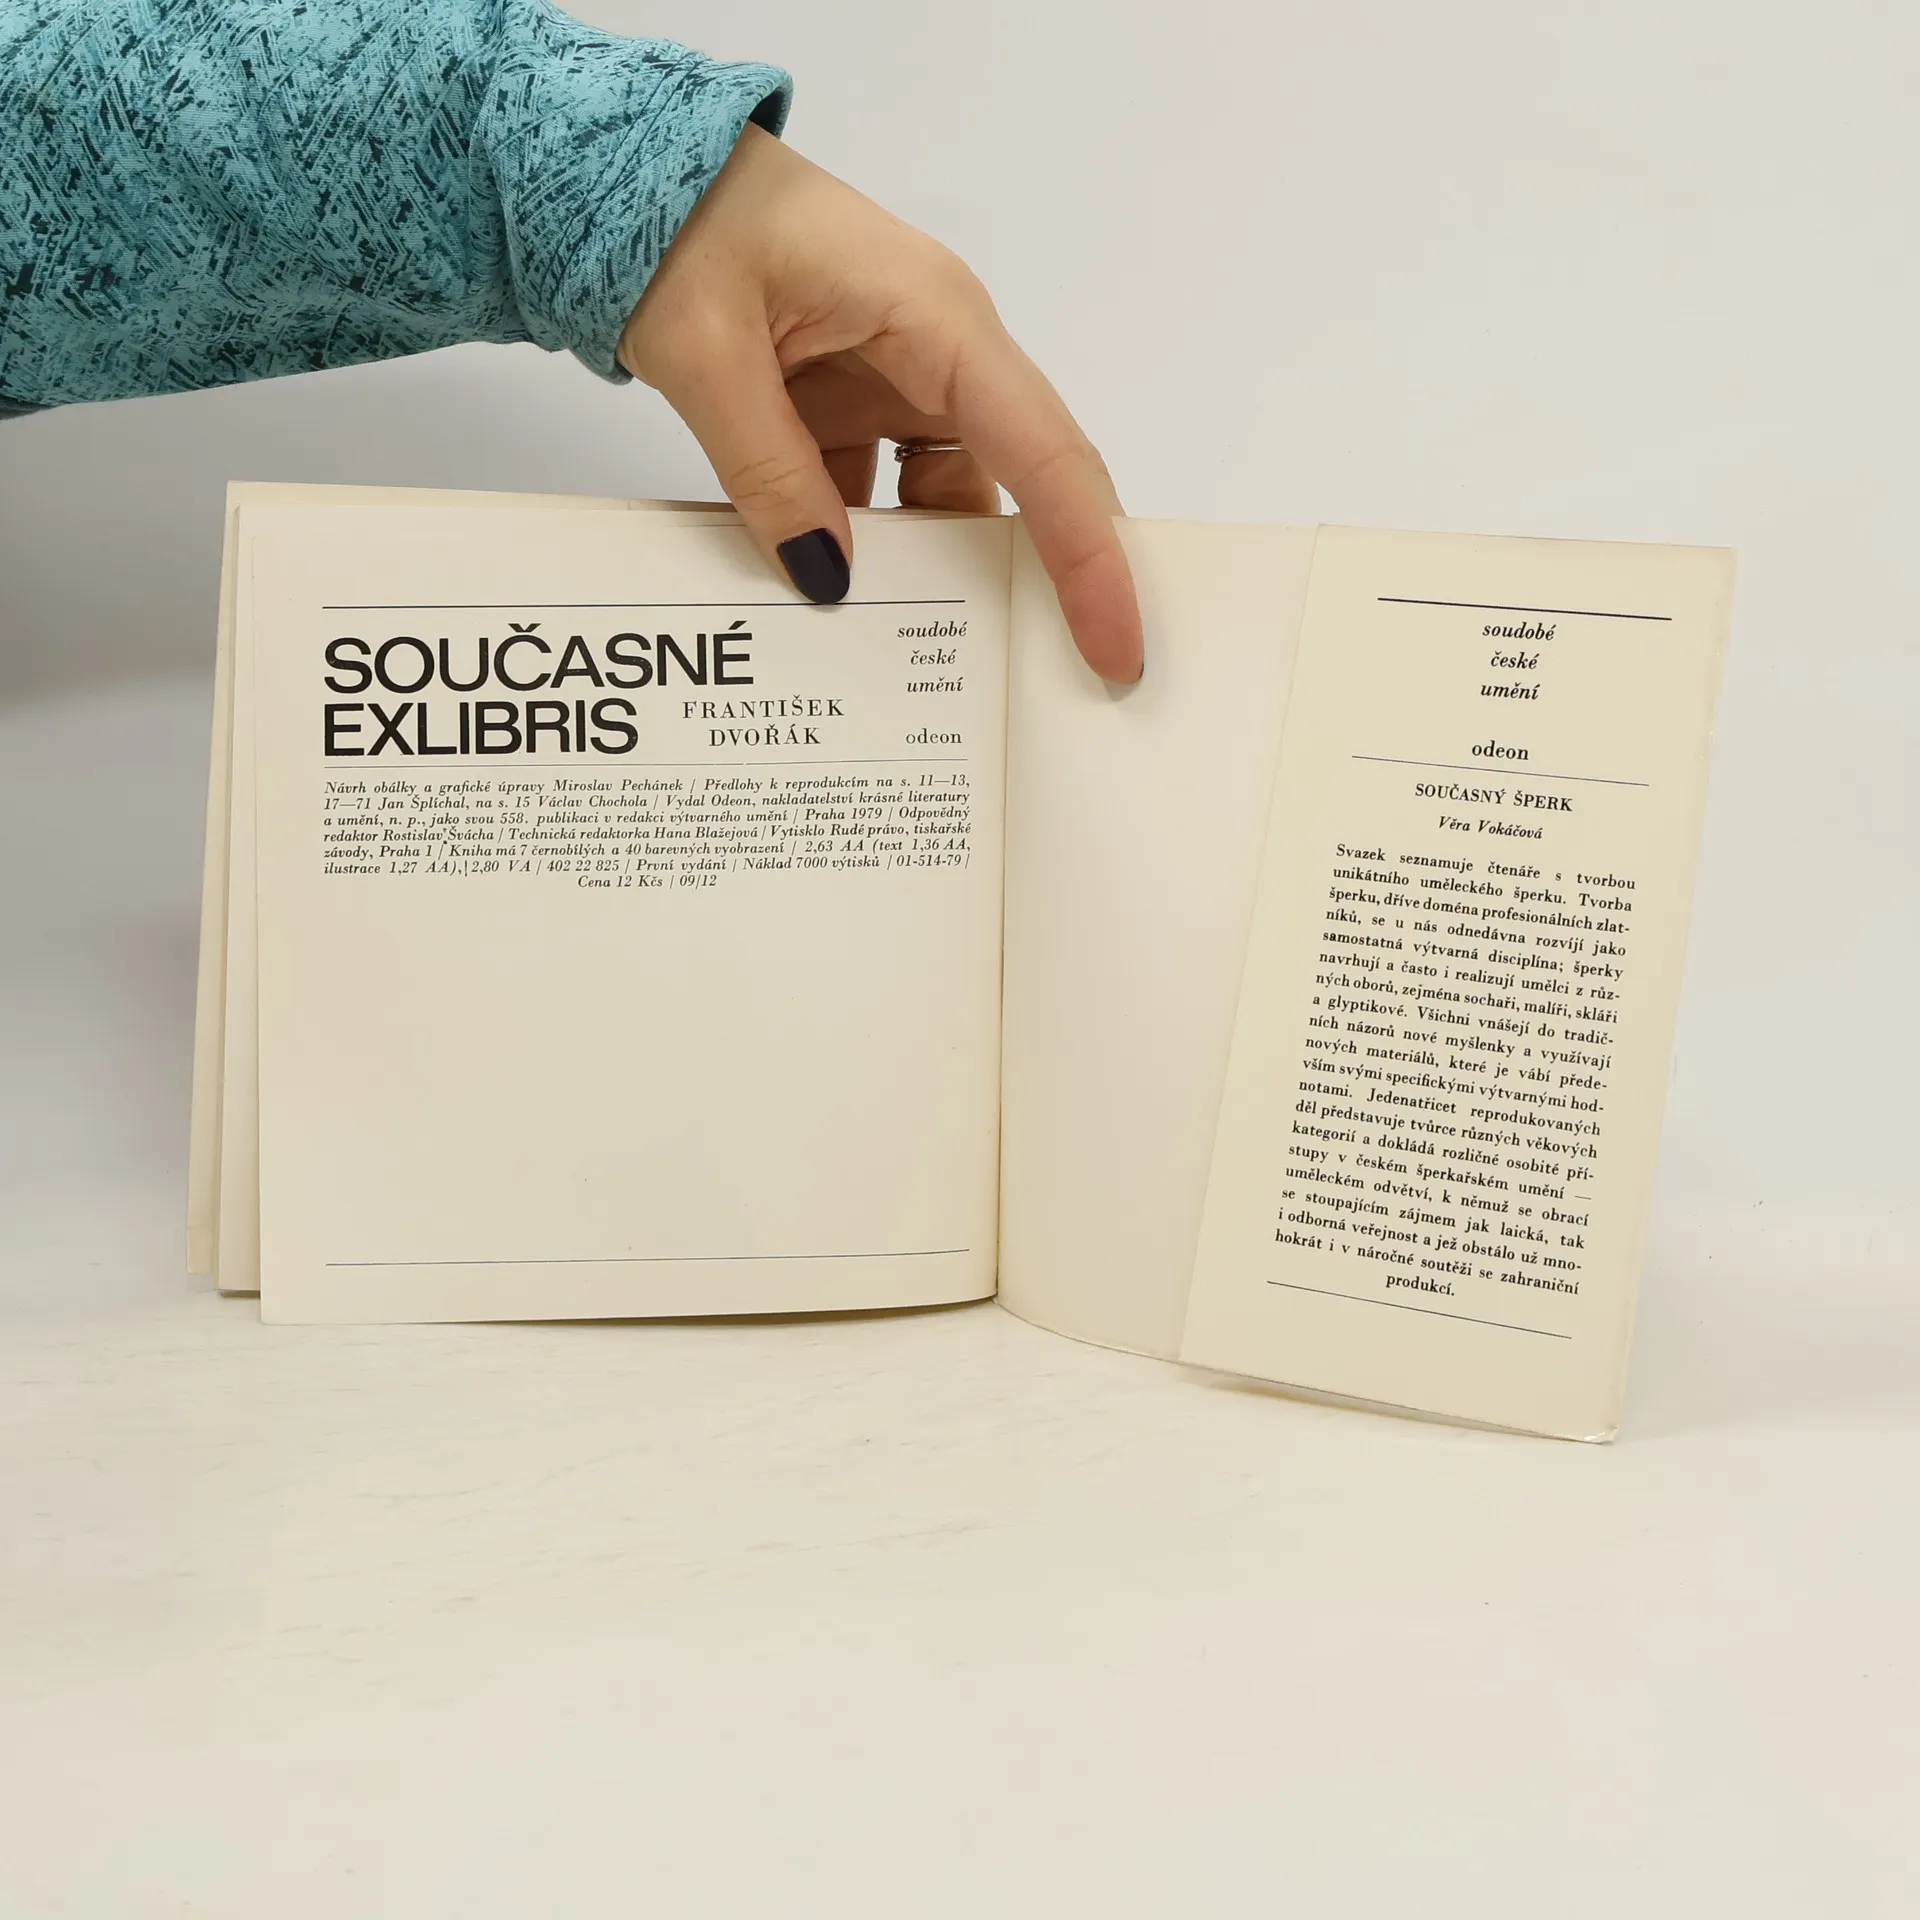 SOUČASNÉ
EXLIBRIS
FRANTIŠEK
DVOŘÁK
soudobé
české
umění
odeon
Návrh obálky a grafické úpravy Miroslav Pechánek | Předlohy k reprodukcím na s. 11—13,
17—71 Jan Šplíchal, na s. 15 Václav Chochola | Vydal Odeon, nakladatelství krásné literatury
a umění, n. p., jako svou 558. publikaci v redakci výtvarného umění | Praha 1979 | Odpovědný
redaktor Rostislav Švácha | Technická redaktorka Hana Blažejová | Vytisklo Rudé právo, tiskařské
závody, Praha 1 | Kniha má 7 černobílých a 40 barevných vyobrazení | 2,63 AA (text 1,36 AA,
ilustrace 1,27 AA), 2,80 VA | 402 22 825 | První vydání | Náklad 7000 výtisků | 01-514-79 |
Cena 12 Kčs | 09/12
soudobé
české
umění
odeon
SOUČASNÝ ŠPERK
Věra Vokáčová
Svazek seznamuje čtenáře s tvorbou
unikátního uměleckého šperku. Tvorba
šperku, dříve doména profesionálních zlat-
níků, se u nás odnedávna rozvíjí jako
samostatná výtvarná disciplína; šperky
navrhují a často i realizují umělci z růz-
ných oborů, zejména sochaři, malíři, skláři
a glyptikové. Všichni vnášejí do tradič-
ních názorů nové myšlenky a využívají
nových materiálů, které je vábí přede-
vším svými specifickými výtvarnými hod-
notami. Jedenatřicet reprodukovaných
děl představuje tvůrce různých věkových
kategorií a dokládá rozličné osobité pří-
stupy v českém šperkařském umění —
uměleckém odvětví, k němuž se obrací
se stoupajícím zájmem jak laická, tak
i odborná veřejnost a jež obstálo už mno-
hokrát i v náročné soutěži se zahraniční
produkcí.